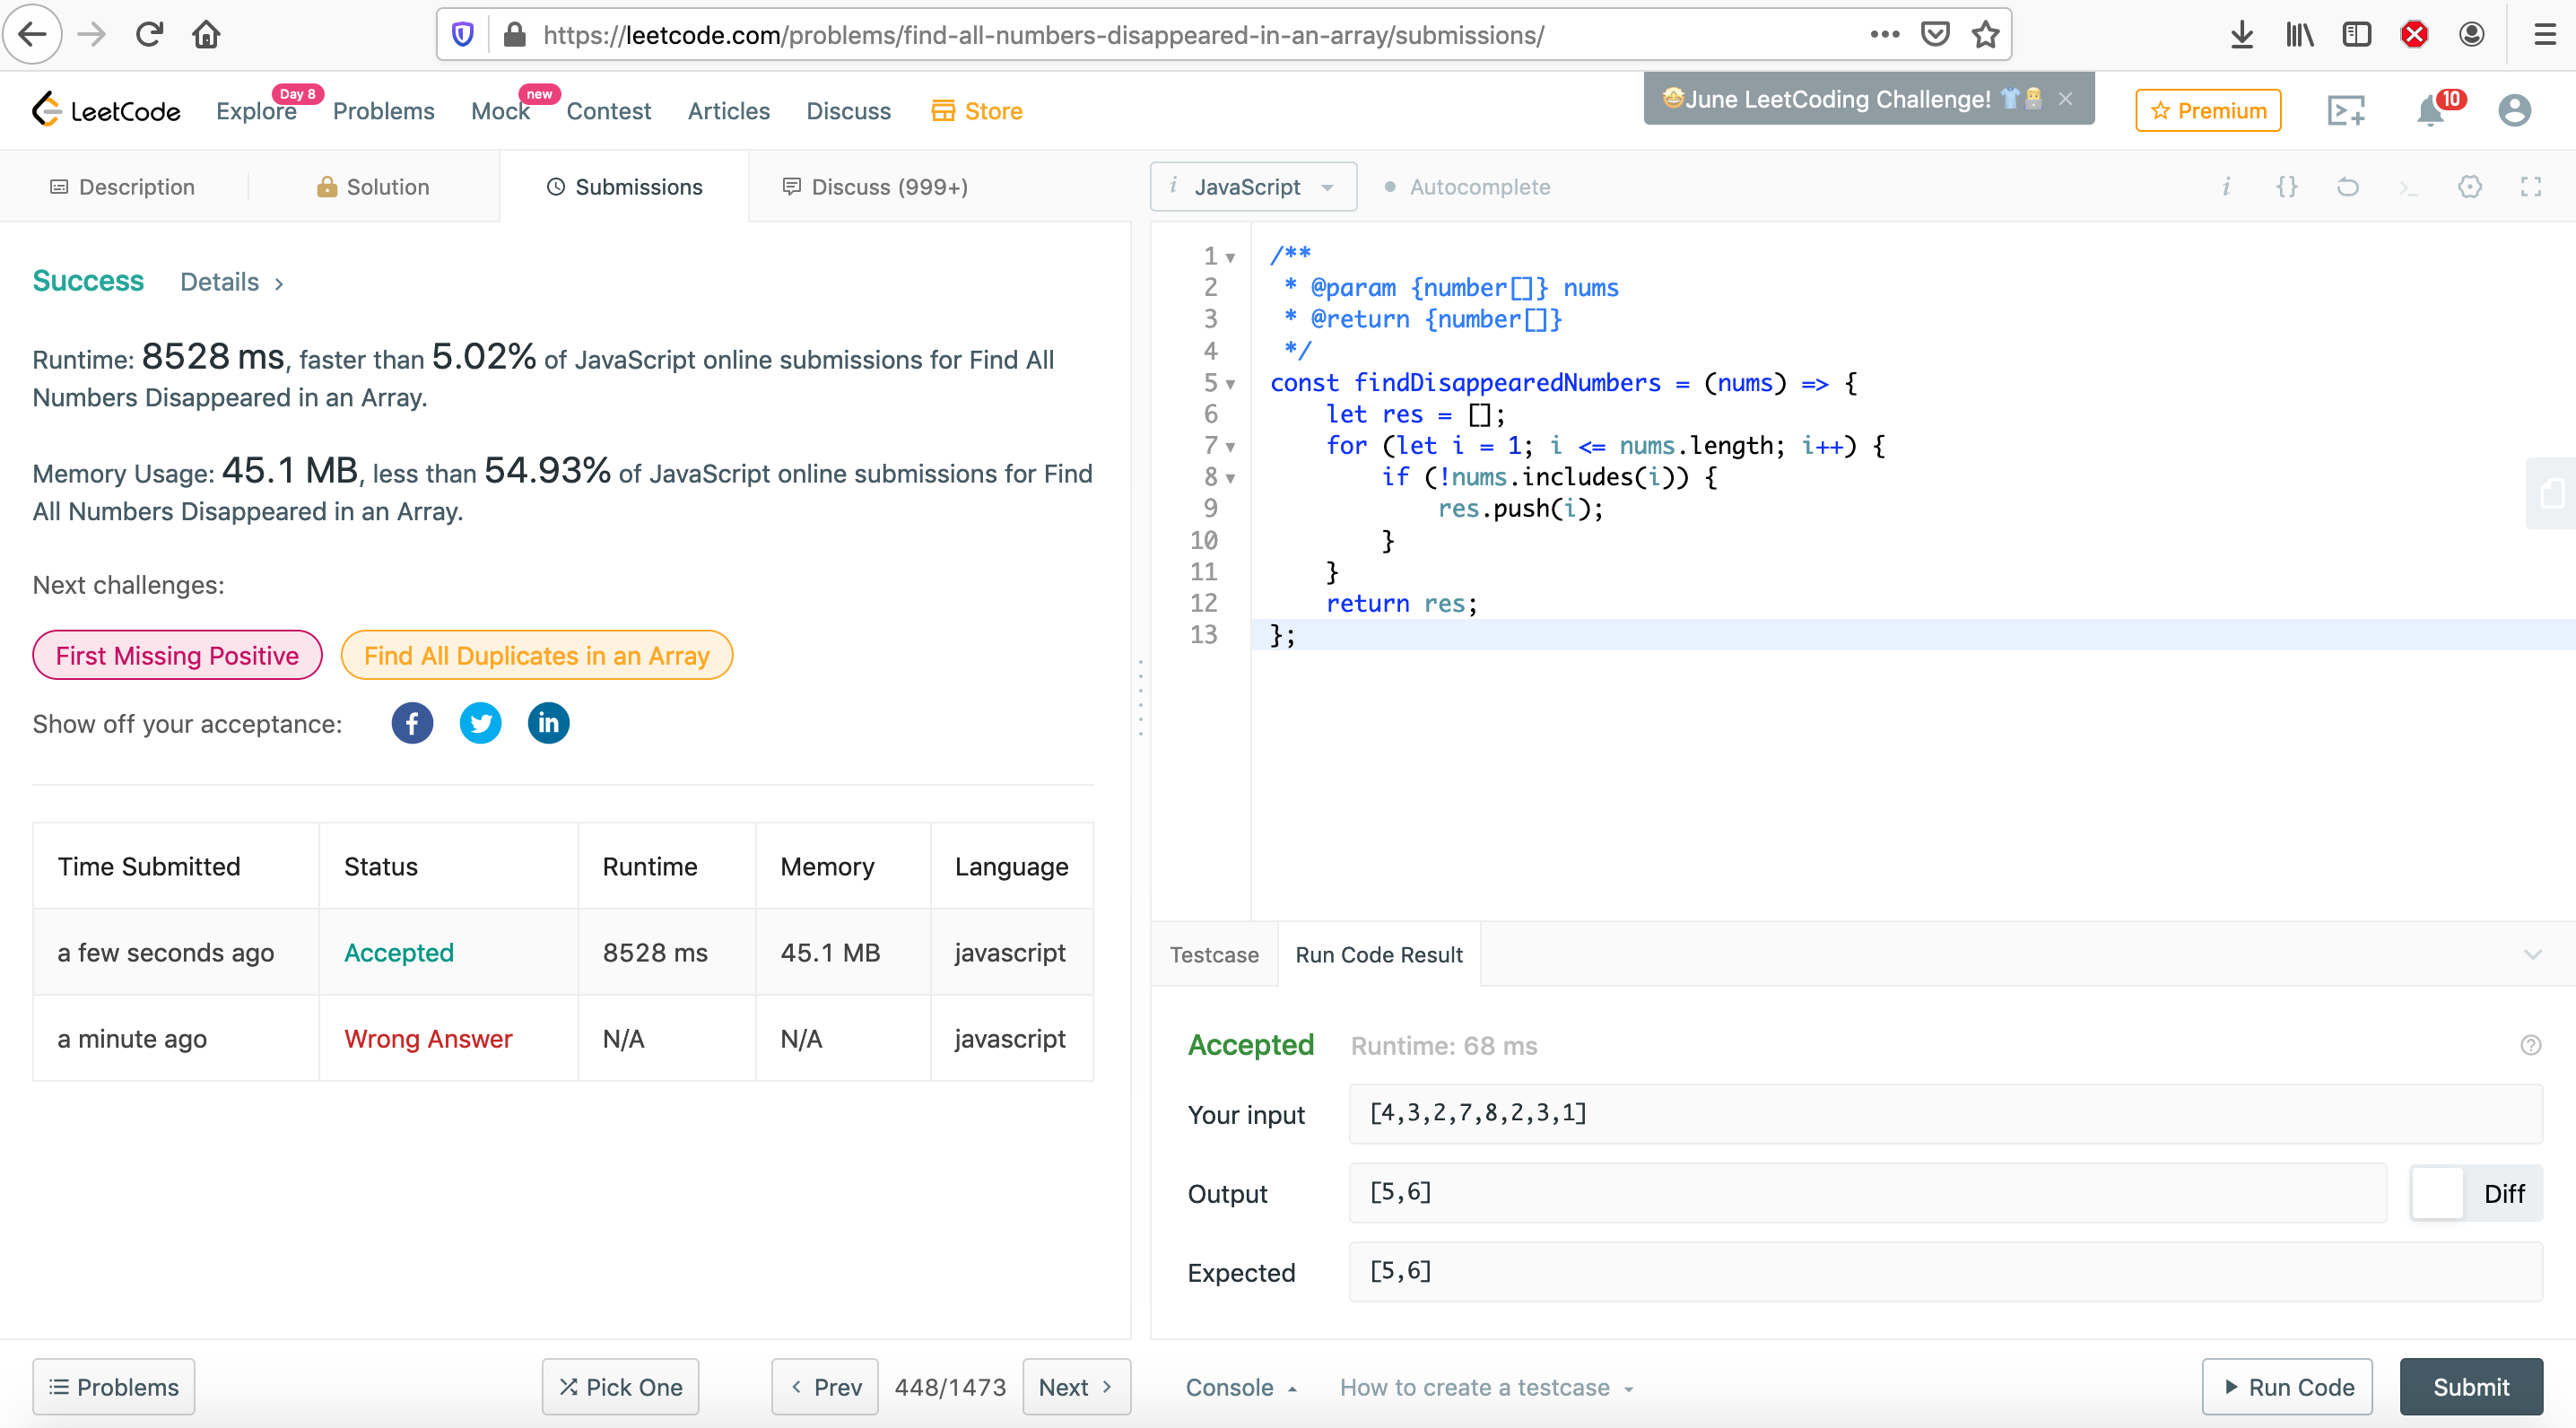 https://leetcode.com/problems/find-all-numbers-disappeared-in-an-array/submissions/
LeetCode
Explore
Day 8
Problems
Mock
new
Contest
Articles
Discuss
Store
🤩June LeetCoding Challenge! 👕👨‍💻 ×
Premium
10
Description
Solution
Submissions
Discuss (999+)
i JavaScript
Autocomplete
i {}
Success Details >
Runtime: 8528 ms, faster than 5.02% of JavaScript online submissions for Find All
Numbers Disappeared in an Array.
Memory Usage: 45.1 MB, less than 54.93% of JavaScript online submissions for Find
All Numbers Disappeared in an Array.
Next challenges:
First Missing Positive
Find All Duplicates in an Array
Show off your acceptance:
Time Submitted Status Runtime Memory Language
a few seconds ago Accepted 8528 ms 45.1 MB javascript
a minute ago Wrong Answer N/A N/A javascript
Problems
Pick One
< Prev
448/1473
Next >
1 /**
2  * @param {number[]} nums
3  * @return {number[]}
4  */
5 const findDisappearedNumbers = (nums) => {
6     let res = [];
7     for (let i = 1; i <= nums.length; i++) {
8         if (!nums.includes(i)) {
9             res.push(i);
10         }
11     }
12     return res;
13 };
Testcase
Run Code Result
Accepted Runtime: 68 ms
Your input [4,3,2,7,8,2,3,1]
Output [5,6]
Diff
Expected [5,6]
Console
How to create a testcase
Run Code
Submit